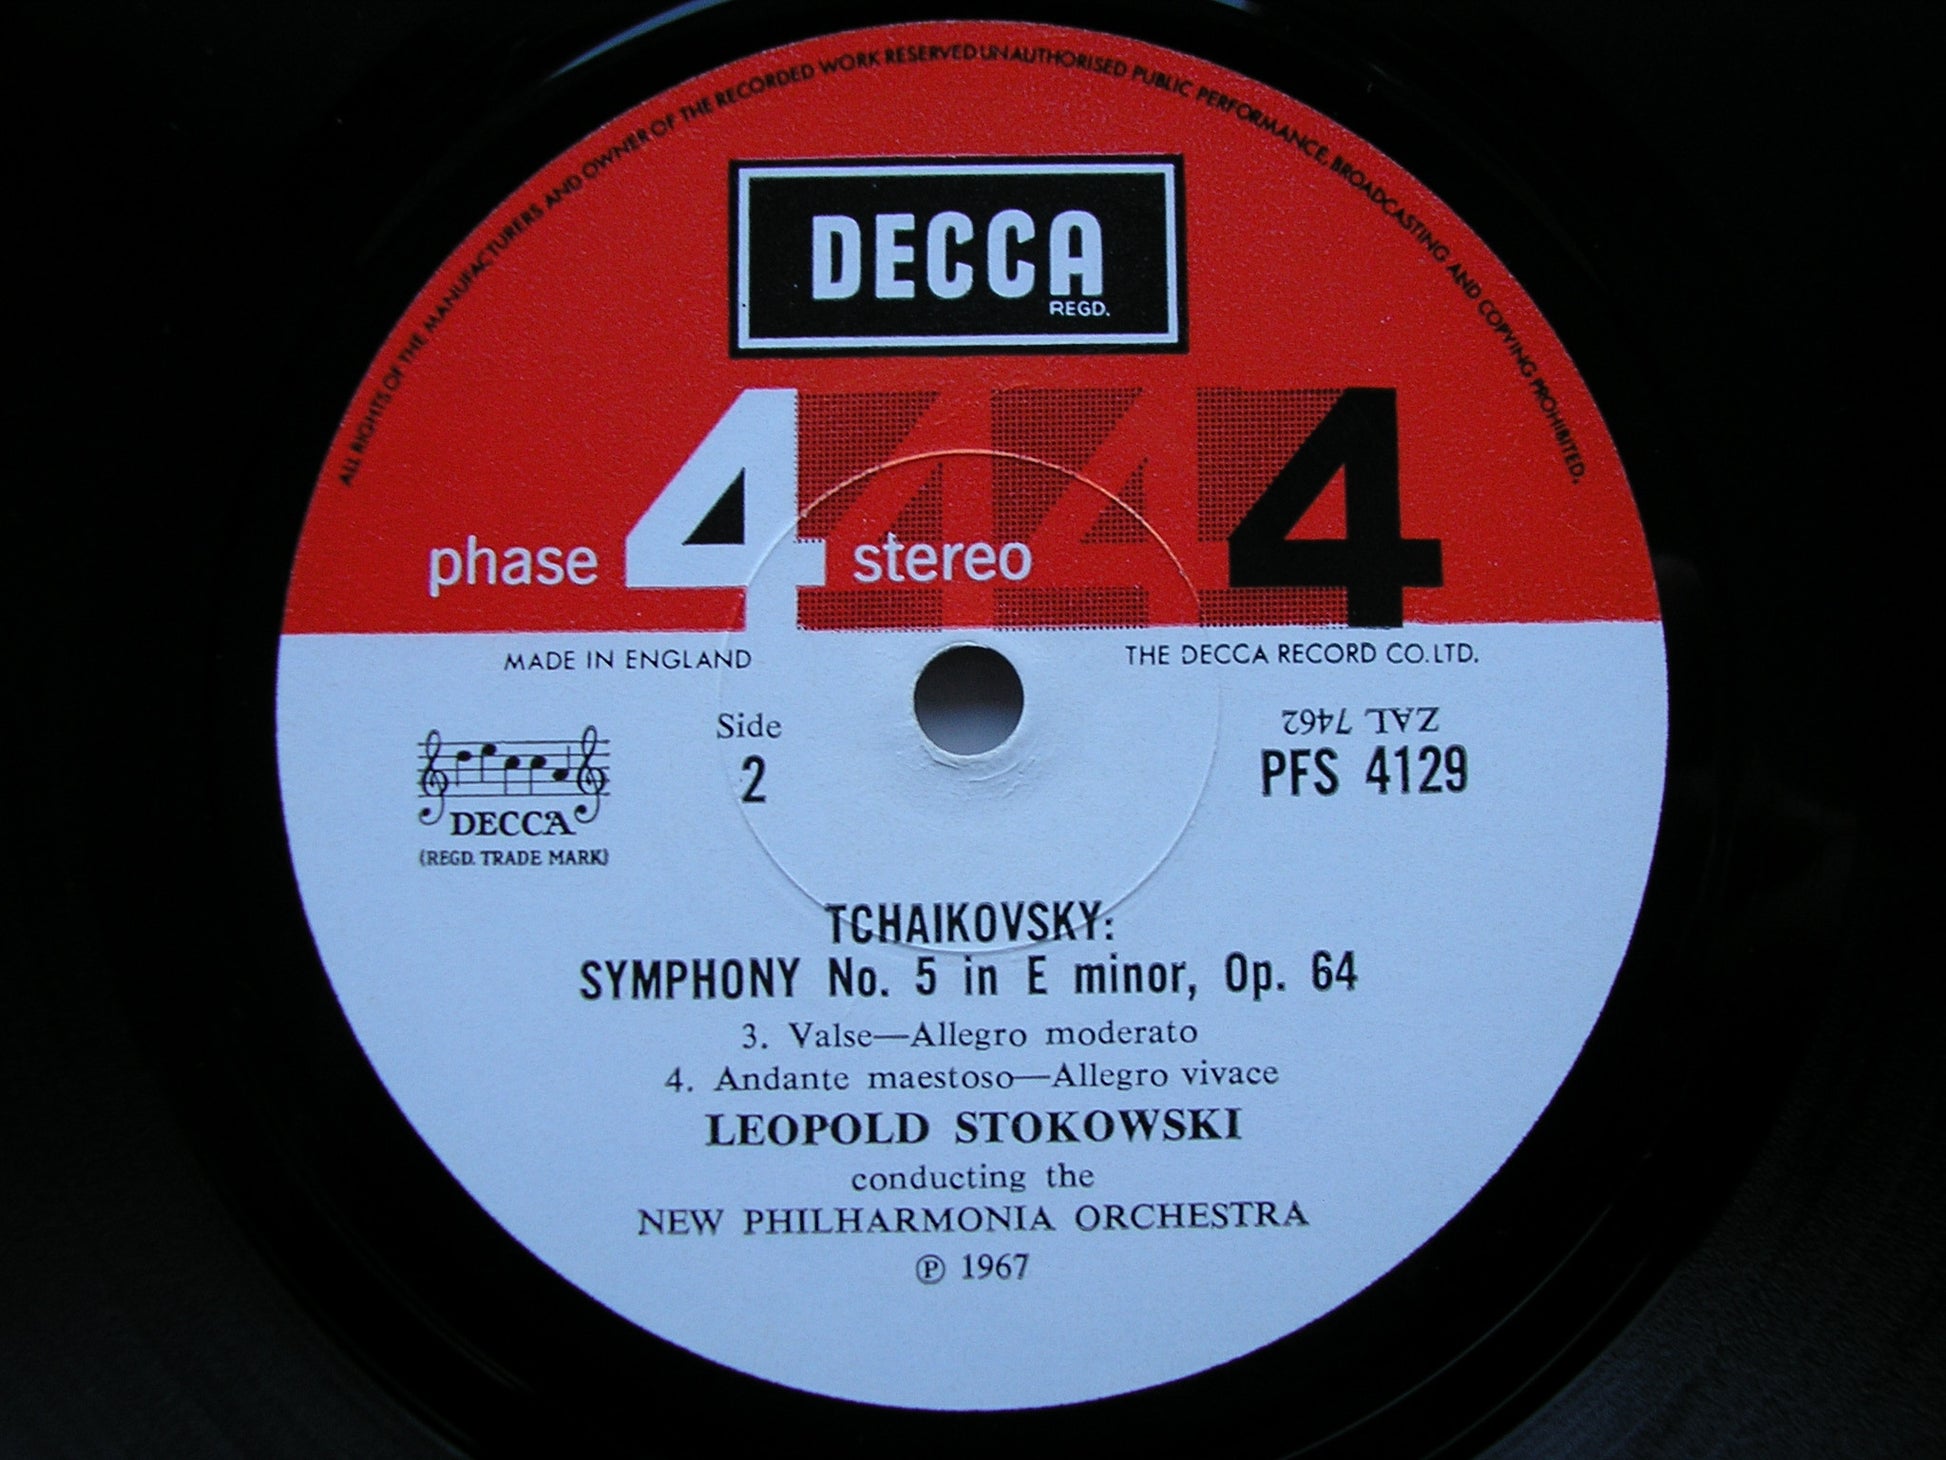 ALL RIGHTS OF THE MANUFACTURERS AND OWNER OF THE RECORDED WORK RESERVED UNAUTHORISED PUBLIC PERFORMANCE, BROADCASTING AND COPYING PROHIBITED.
DECCA
REGD.
phase 4 stereo 4 4 4
MADE IN ENGLAND
THE DECCA RECORD CO. LTD.
Side
2
ZAL 7462
PFS 4129
DECCA
(REGD. TRADE MARK)
TCHAIKOVSKY:
SYMPHONY No. 5 in E minor, Op. 64
3. Valse—Allegro moderato
4. Andante maestoso—Allegro vivace
LEOPOLD STOKOWSKI
conducting the
NEW PHILHARMONIA ORCHESTRA
℗ 1967